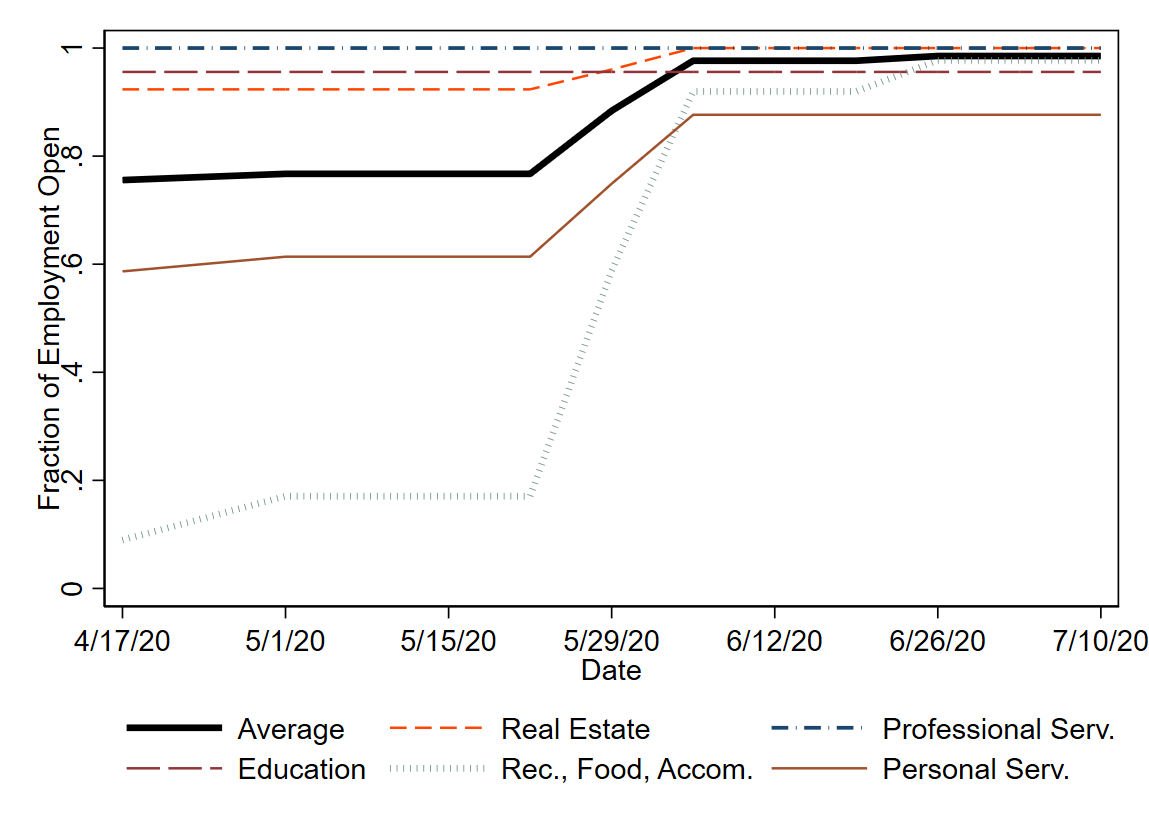 Fraction of Employment Open
1
.8
.6
.4
.2
0
4/17/20 5/1/20 5/15/20 5/29/20 6/12/20 6/26/20 7/10/20
Date
Average Real Estate Professional Serv.
Education Rec., Food, Accom. Personal Serv.